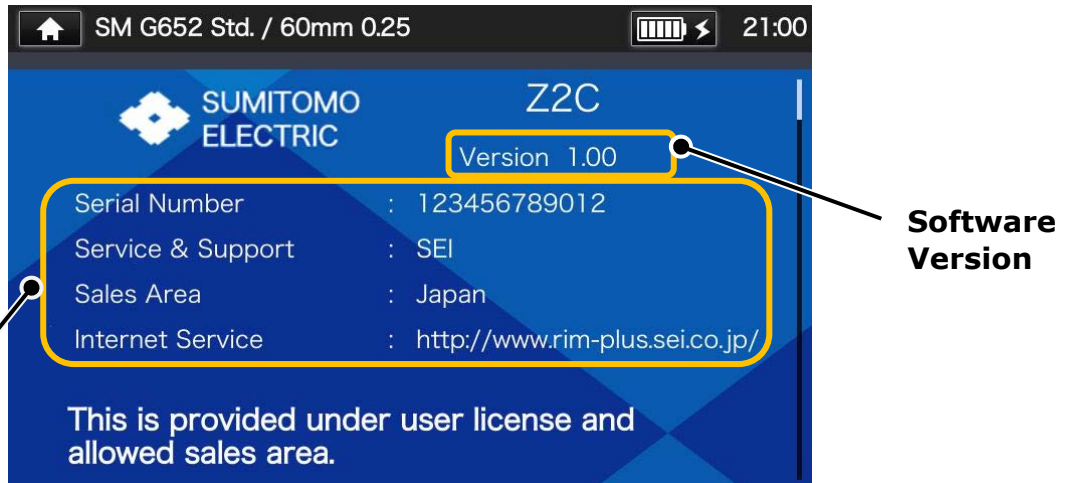 SM G652 Std. / 60mm 0.25 21:00
SUMITOMO
ELECTRIC
Z2C
Version 1.00
Serial Number : 123456789012
Service & Support : SEI
Sales Area : Japan
Internet Service : http://www.rim-plus.sei.co.jp/
This is provided under user license and
allowed sales area.
Software
Version